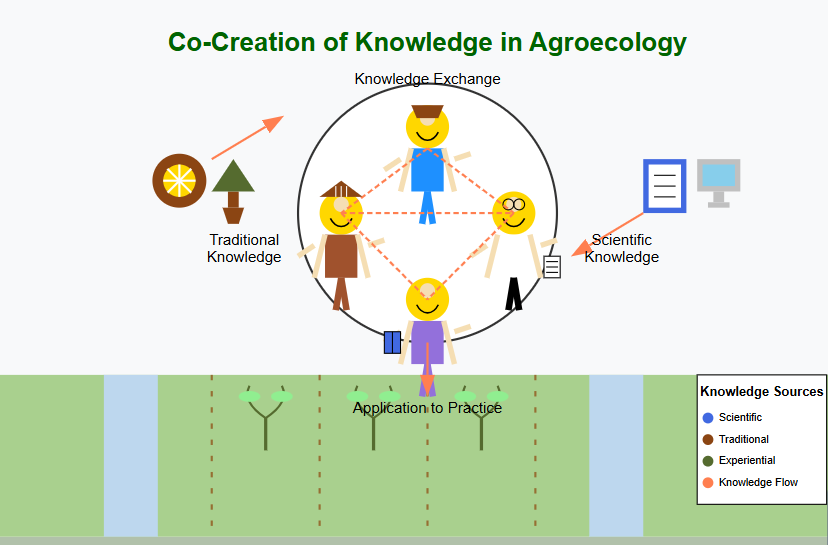 Co-Creation of Knowledge in Agroecology
Knowledge Exchange
Traditional
Knowledge
Scientific
Knowledge
Application to Practice
Knowledge Sources
Scientific
Traditional
Experiential
Knowledge Flow